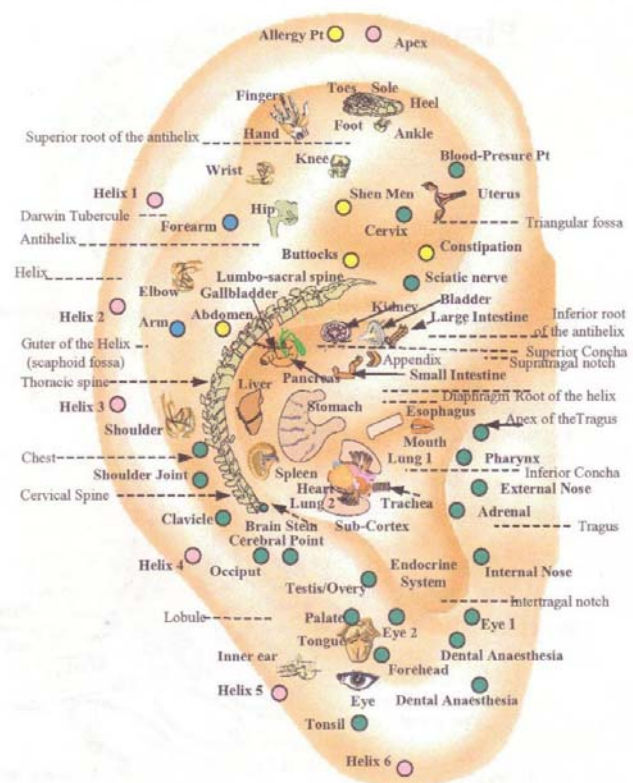 Allergy Pt
Apex
Toes Sole
Fingers
Heel
Hand
Foot
Ankle
Superior root of the antihelix
Knee
Wrist
Blood-Presure Pt
Helix 1
Shen Men
Uterus
Darwin Tubercule
Forearm
Hip
Cervix
Triangular fossa
Antihelix
Buttocks
Constipation
Helix
Lumbo-sacral spine
Sciatic nerve
Elbow
Gallbladder
Kidney
Bladder
Helix 2
Arm
Abdomen
Large Intestine
Inferior root
of the antihelix
Guter of the Helix
(scaphoid fossa)
Superior Concha
Appendix
Supratragal notch
Thoracic spine
Liver
Pancreas
Small Intestine
Diaphragm Root of the helix
Helix 3
Stomach
Esophagus
Apex of theTragus
Shoulder
Mouth
Chest
Lung 1
Pharynx
Shoulder Joint
Spleen
Inferior Concha
Heart
External Nose
Cervical Spine
Lung 2
Trachea
Clavicle
Adrenal
Brain Stein
Sub-Cortex
Tragus
Cerebral Point
Helix 4
Occiput
Endocrine
System
Internal Nose
Testis/Overy
Intertragal notch
Lobule
Palate
Eye 2
Eye 1
Tongue
Inner ear
Forehead
Dental Anaesthesia
Helix 5
Eye
Dental Anaesthesia
Tonsil
Helix 6